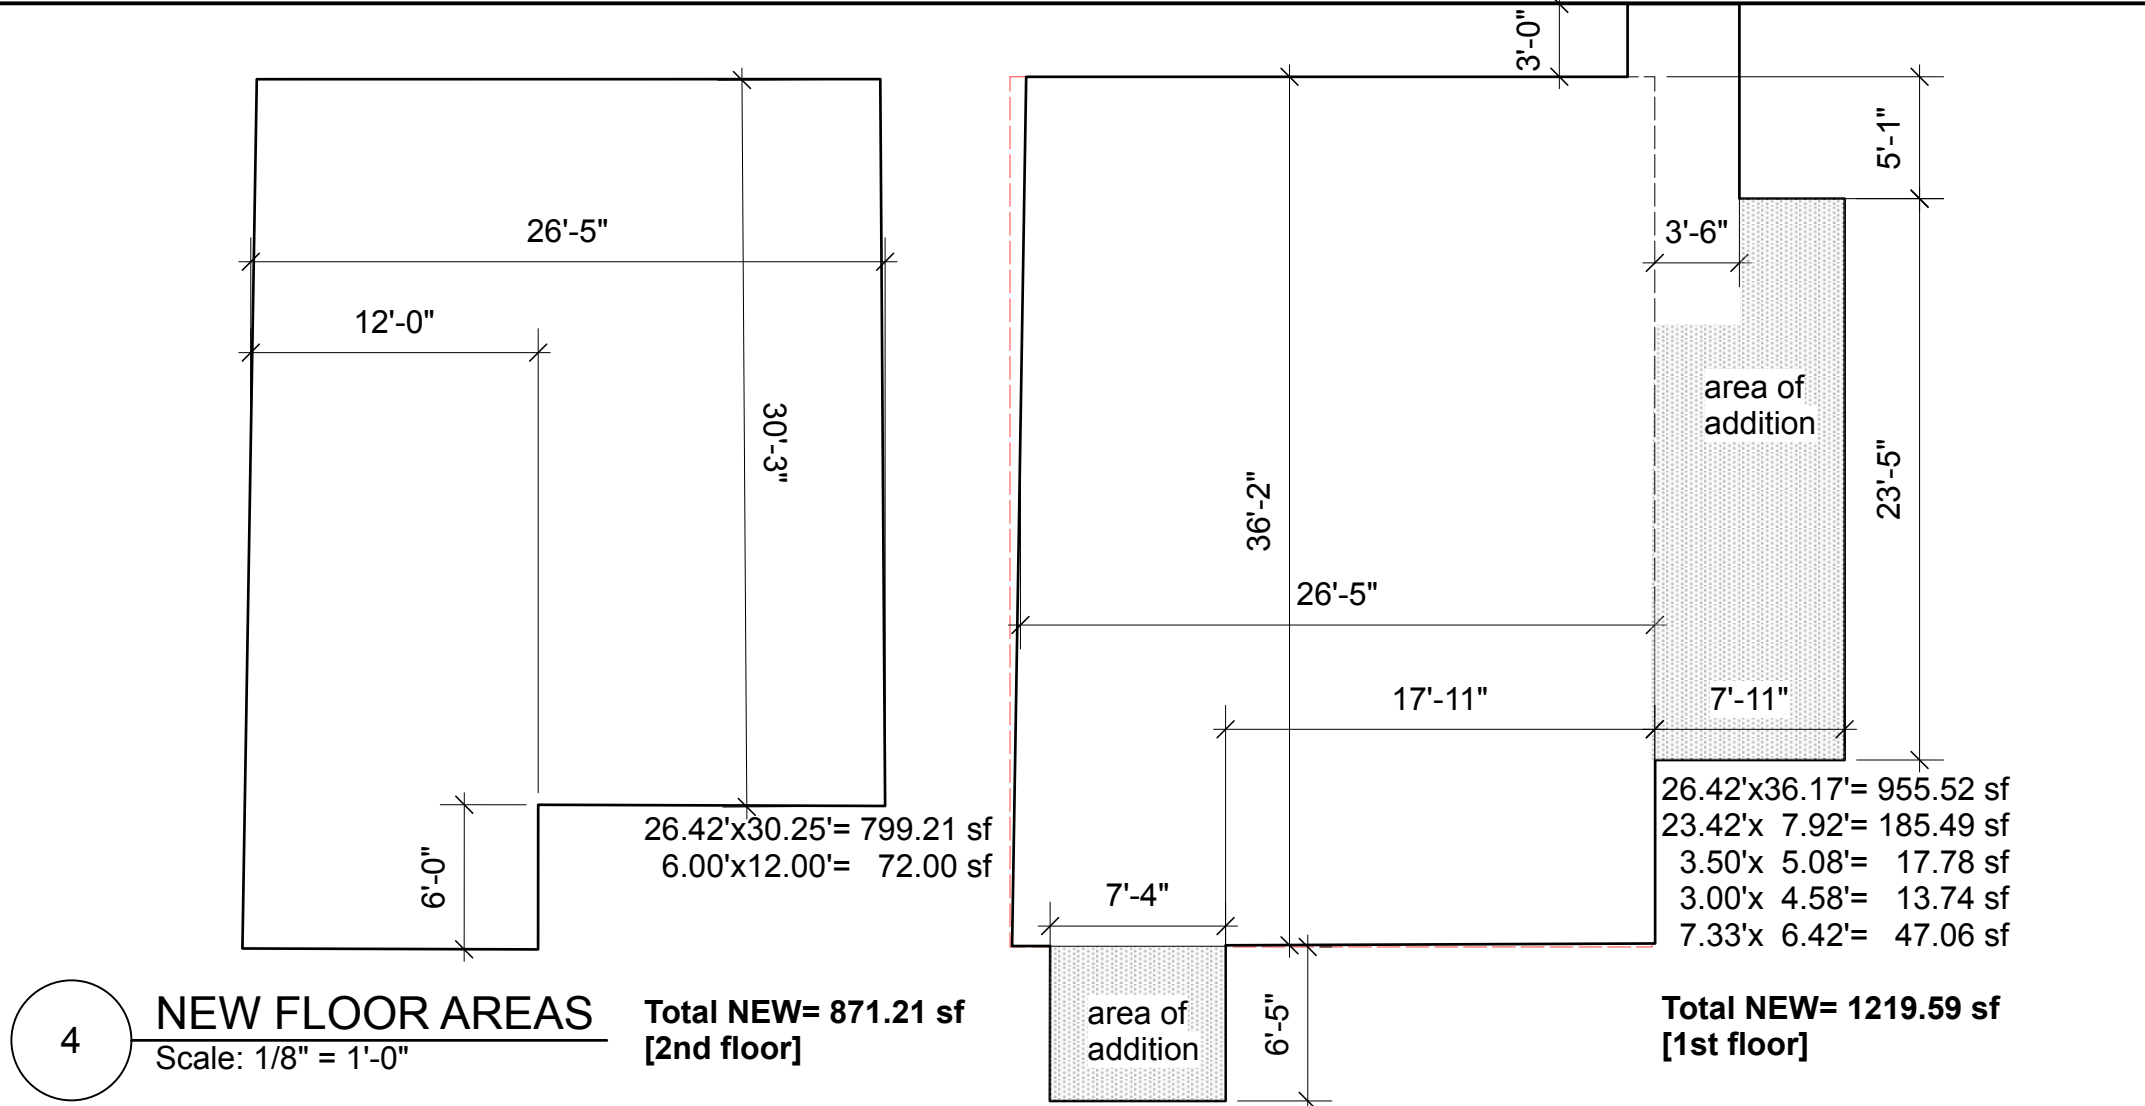 3'-0"
5'-1"
26'-5"
3'-6"
12'-0"
30'-3"
area of
addition
36'-2"
23'-5"
26'-5"
17'-11"
7'-11"
26.42'x36.17'= 955.52 sf
23.42'x 7.92'= 185.49 sf
3.50'x 5.08'= 17.78 sf
3.00'x 4.58'= 13.74 sf
7.33'x 6.42'= 47.06 sf
26.42'x30.25'= 799.21 sf
6.00'x12.00'= 72.00 sf
6'-0"
7'-4"
4
NEW FLOOR AREAS
Scale: 1/8" = 1'-0"
Total NEW= 871.21 sf
[2nd floor]
area of
addition
6'-5"
Total NEW= 1219.59 sf
[1st floor]